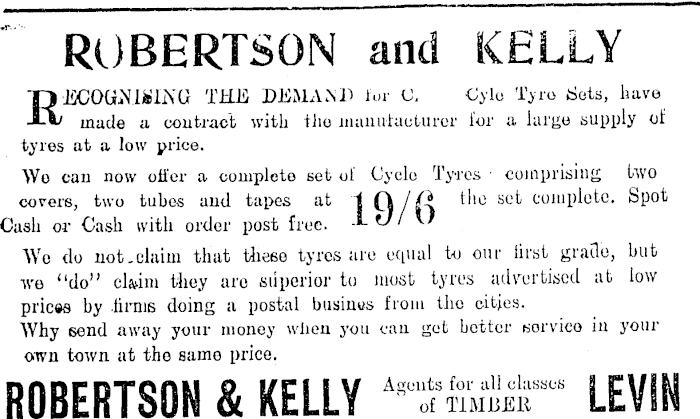 ROBERTSON and KELLY
RECOGNISING THE DEMAND for C. Cyle Tyre Sets, have
made a contract with the manufacturer for a large supply of
tyres at a low price.
We can now offer a complete set of Cycle Tyres comprising two
covers, two tubes and tapes at 19/6 the set complete. Spot
Cash or Cash with order post free.
We do not claim that these tyres are equal to our first grade, but
we "do" claim they are superior to most tyres advertised at low
prices by firms doing a postal busines from the cities.
Why send away your money when you can get better service in your
own town at the same price.
ROBERTSON & KELLY Agents for all classes of TIMBER LEVIN